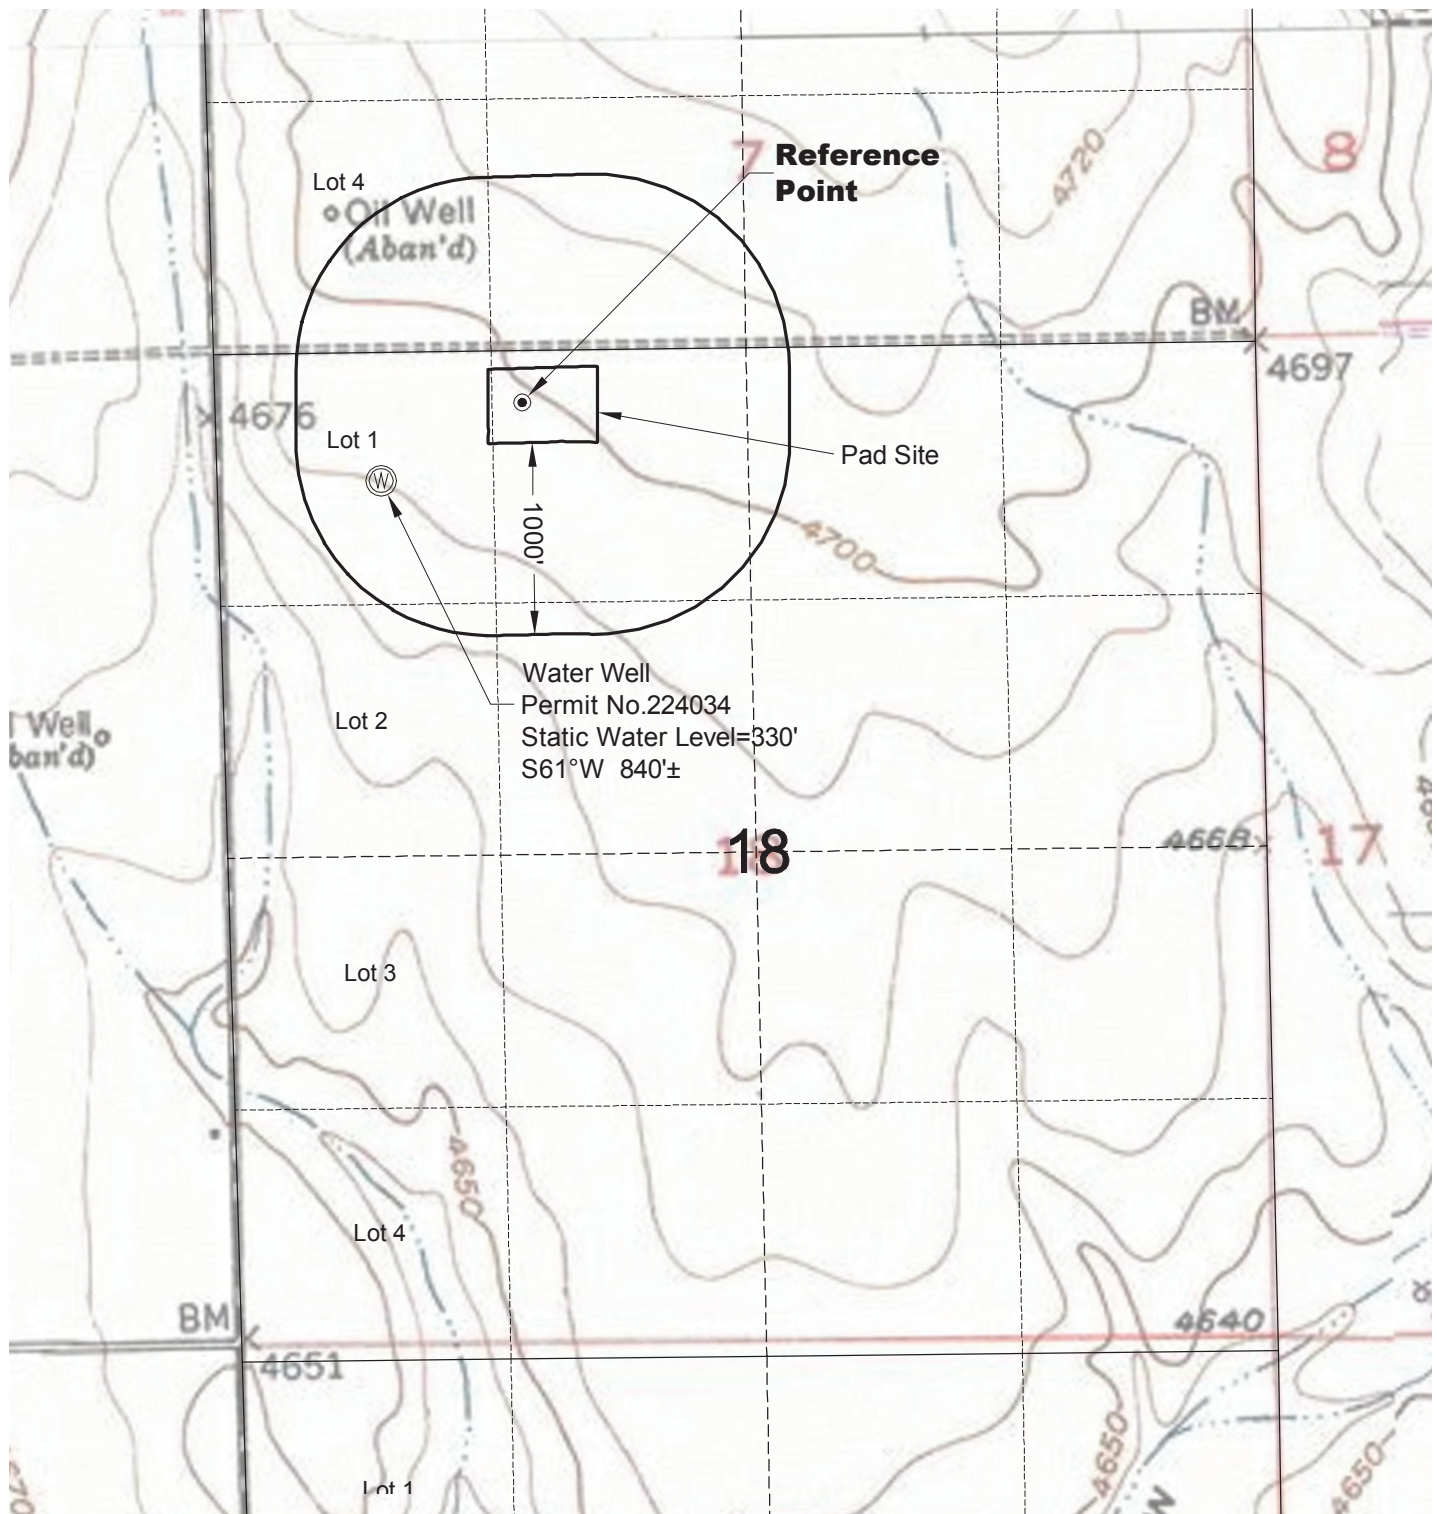 7
Reference
Point
4720
8
Lot 4
Oil Well
(Aban'd)
BM
4697
4676
Lot 1
W
Pad Site
1000'
4700
Water Well
Permit No.224034
Static Water Level=330'
S61°W 840'±
Lot 2
Well
ban'd)
18
4668
17
Lot 3
4650
Lot 4
BM
4651
4640
4650
4650
Lot 1
N